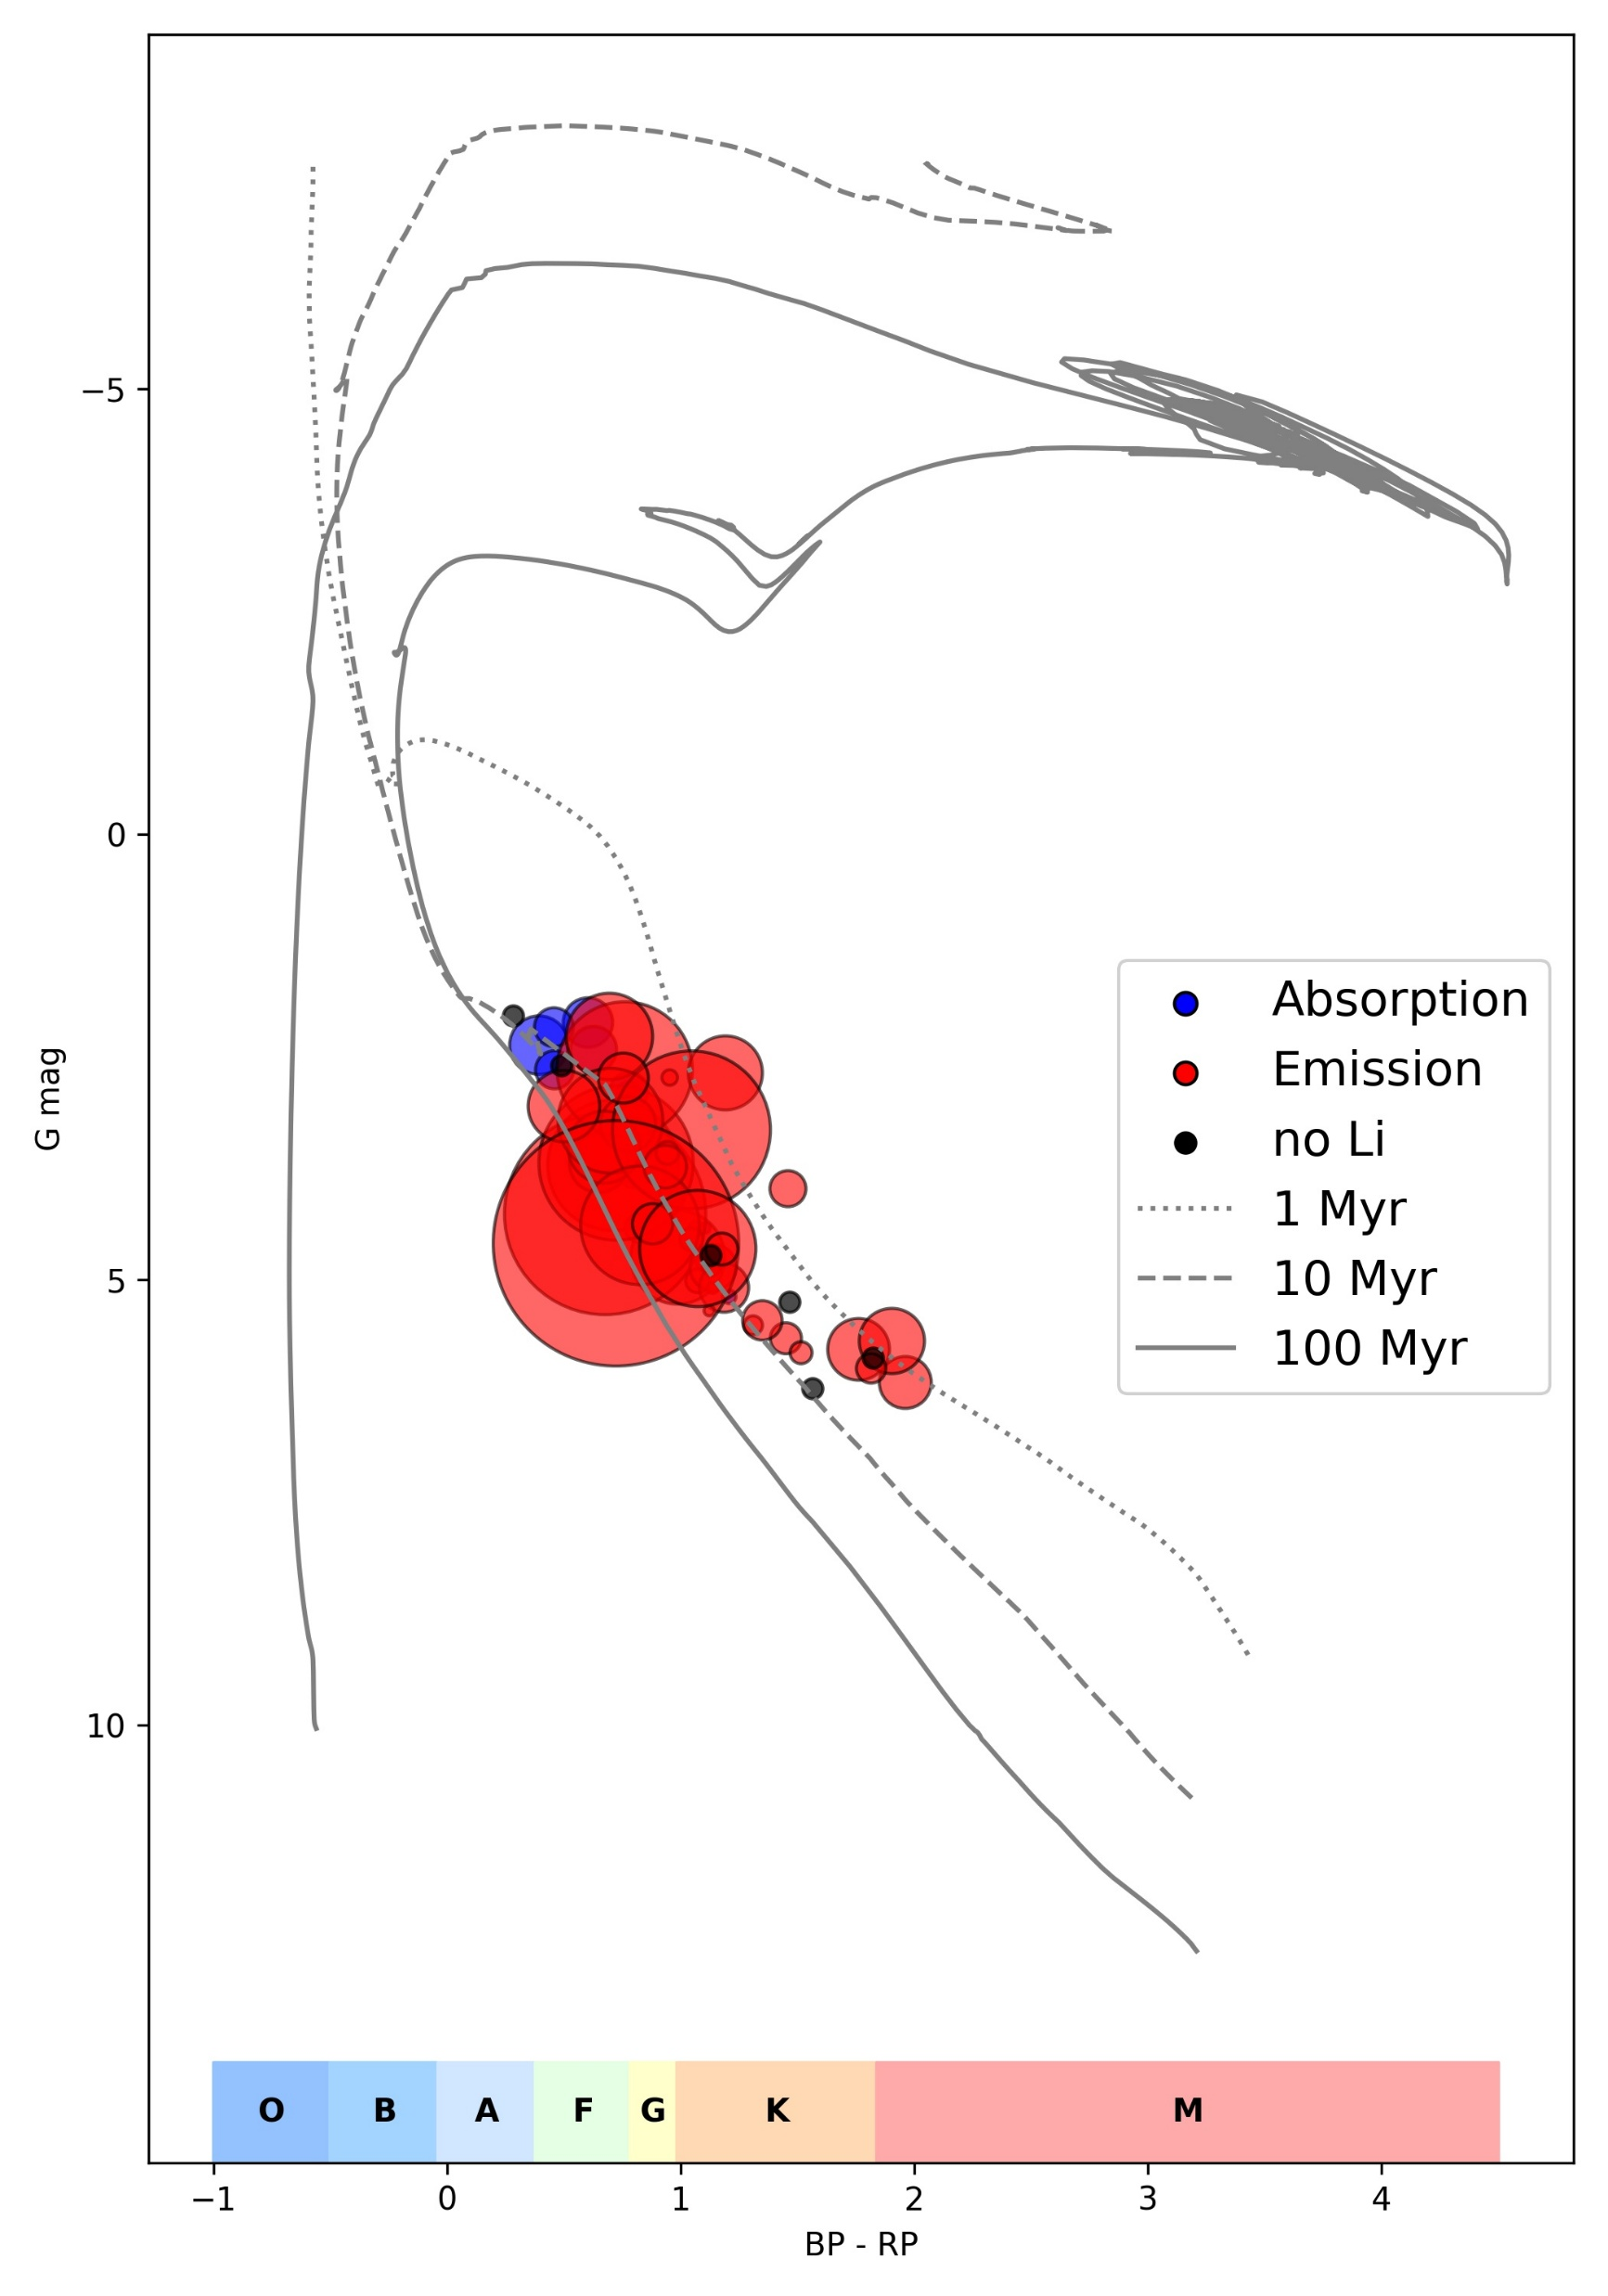 −5
0
5
10
G mag
Absorption
Emission
no Li
1 Myr
10 Myr
100 Myr
O B A F G K M
−1 0 1 2 3 4
BP - RP